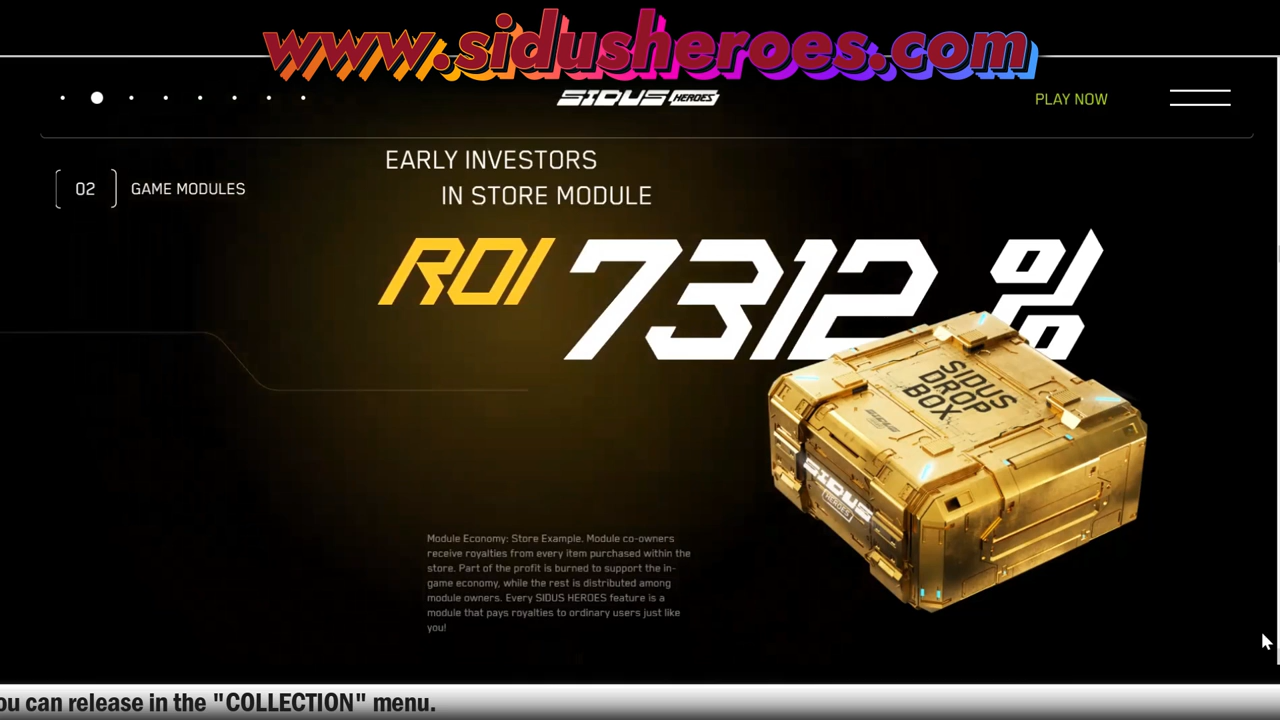 www.sidusheroes.com
SIDUS HEROES
PLAY NOW
02 GAME MODULES
EARLY INVESTORS
IN STORE MODULE
ROI 7312 %
SIDUS
DROP
BOX
SIDUS
SIDUS
HEROES
Module Economy: Store Example. Module co-owners
receive royalties from every item purchased within the
store. Part of the profit is burned to support the in-
game economy, while the rest is distributed among
module owners. Every SIDUS HEROES feature is a
module that pays royalties to ordinary users just like
you!
ou can release in the "COLLECTION" menu.